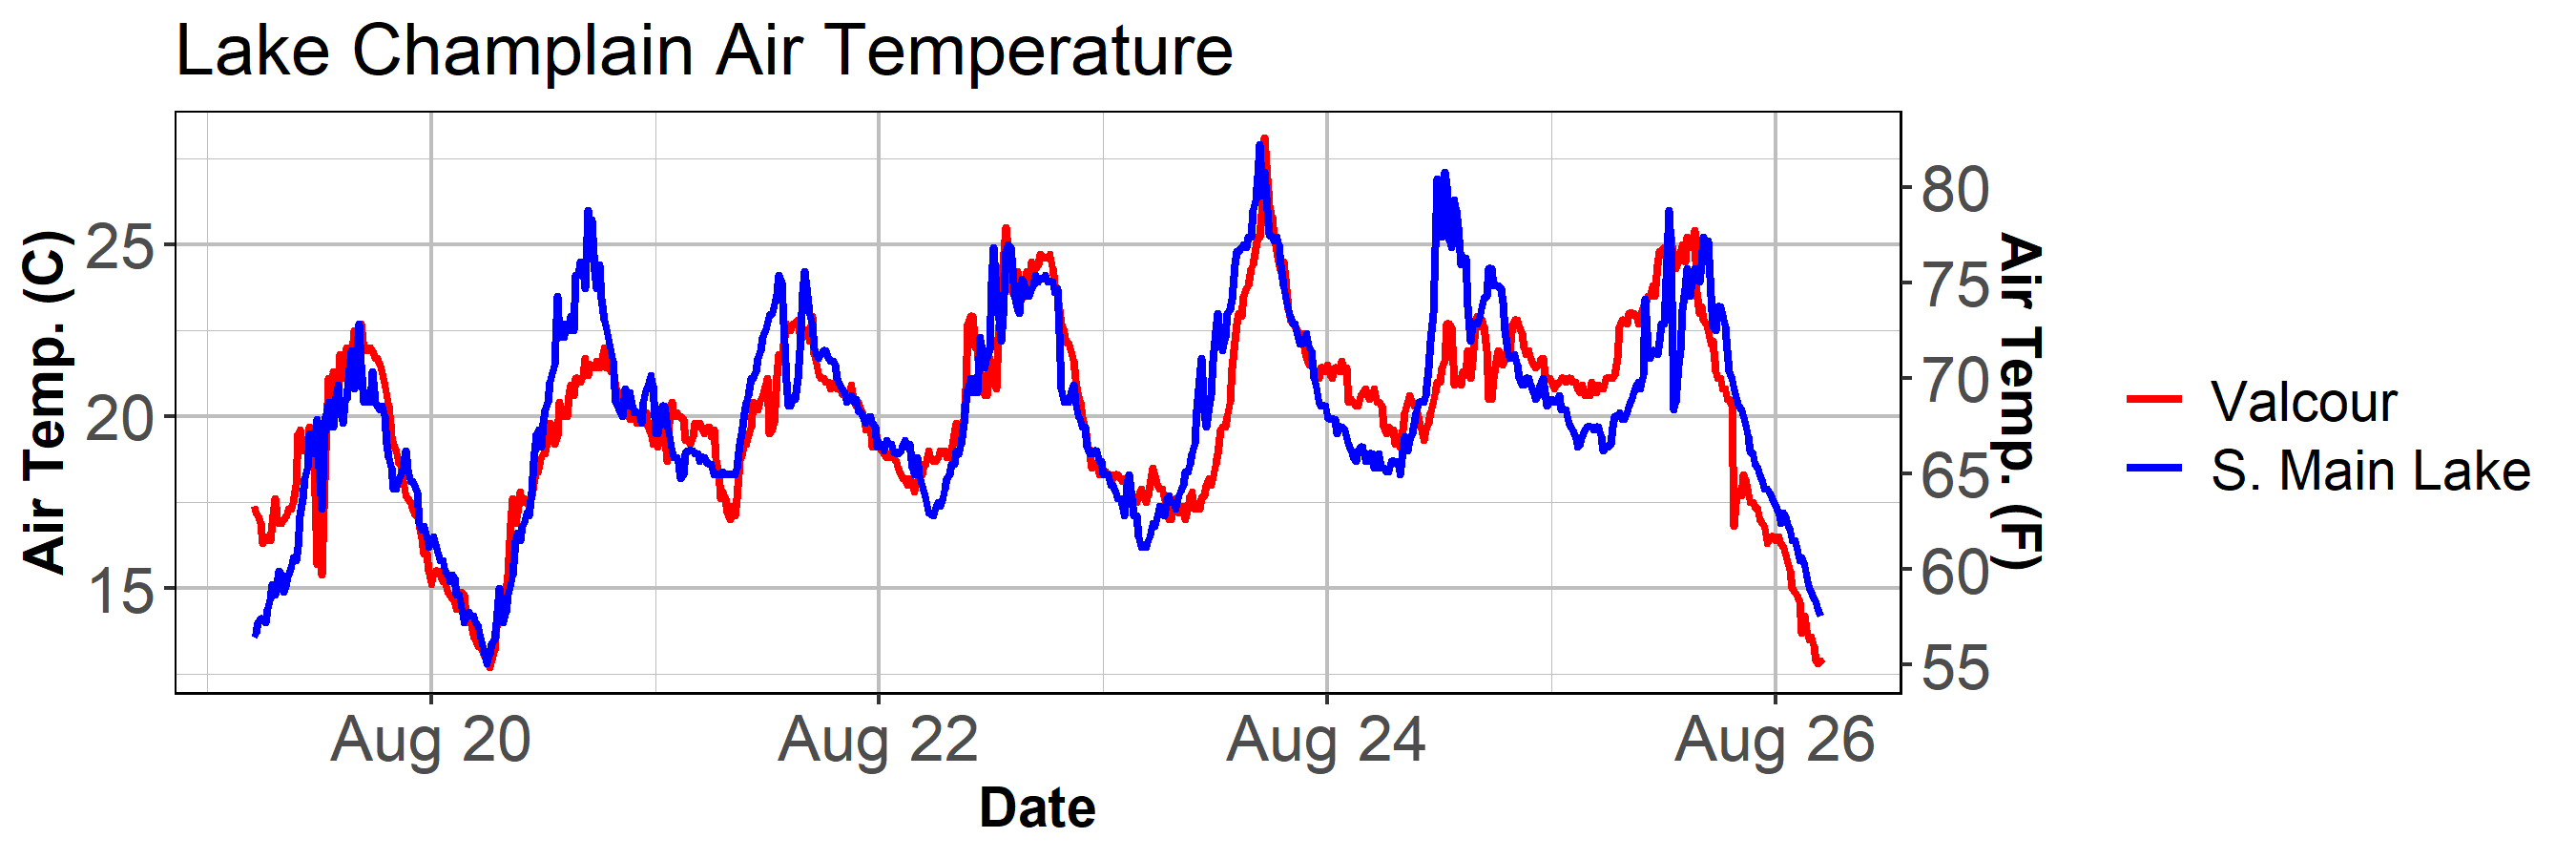 Lake Champlain Air Temperature
Air Temp. (C)
25
20
15
80
75
70
65
60
55
Air Temp. (F)
Aug 20
Aug 22
Aug 24
Aug 26
Date
Valcour
S. Main Lake